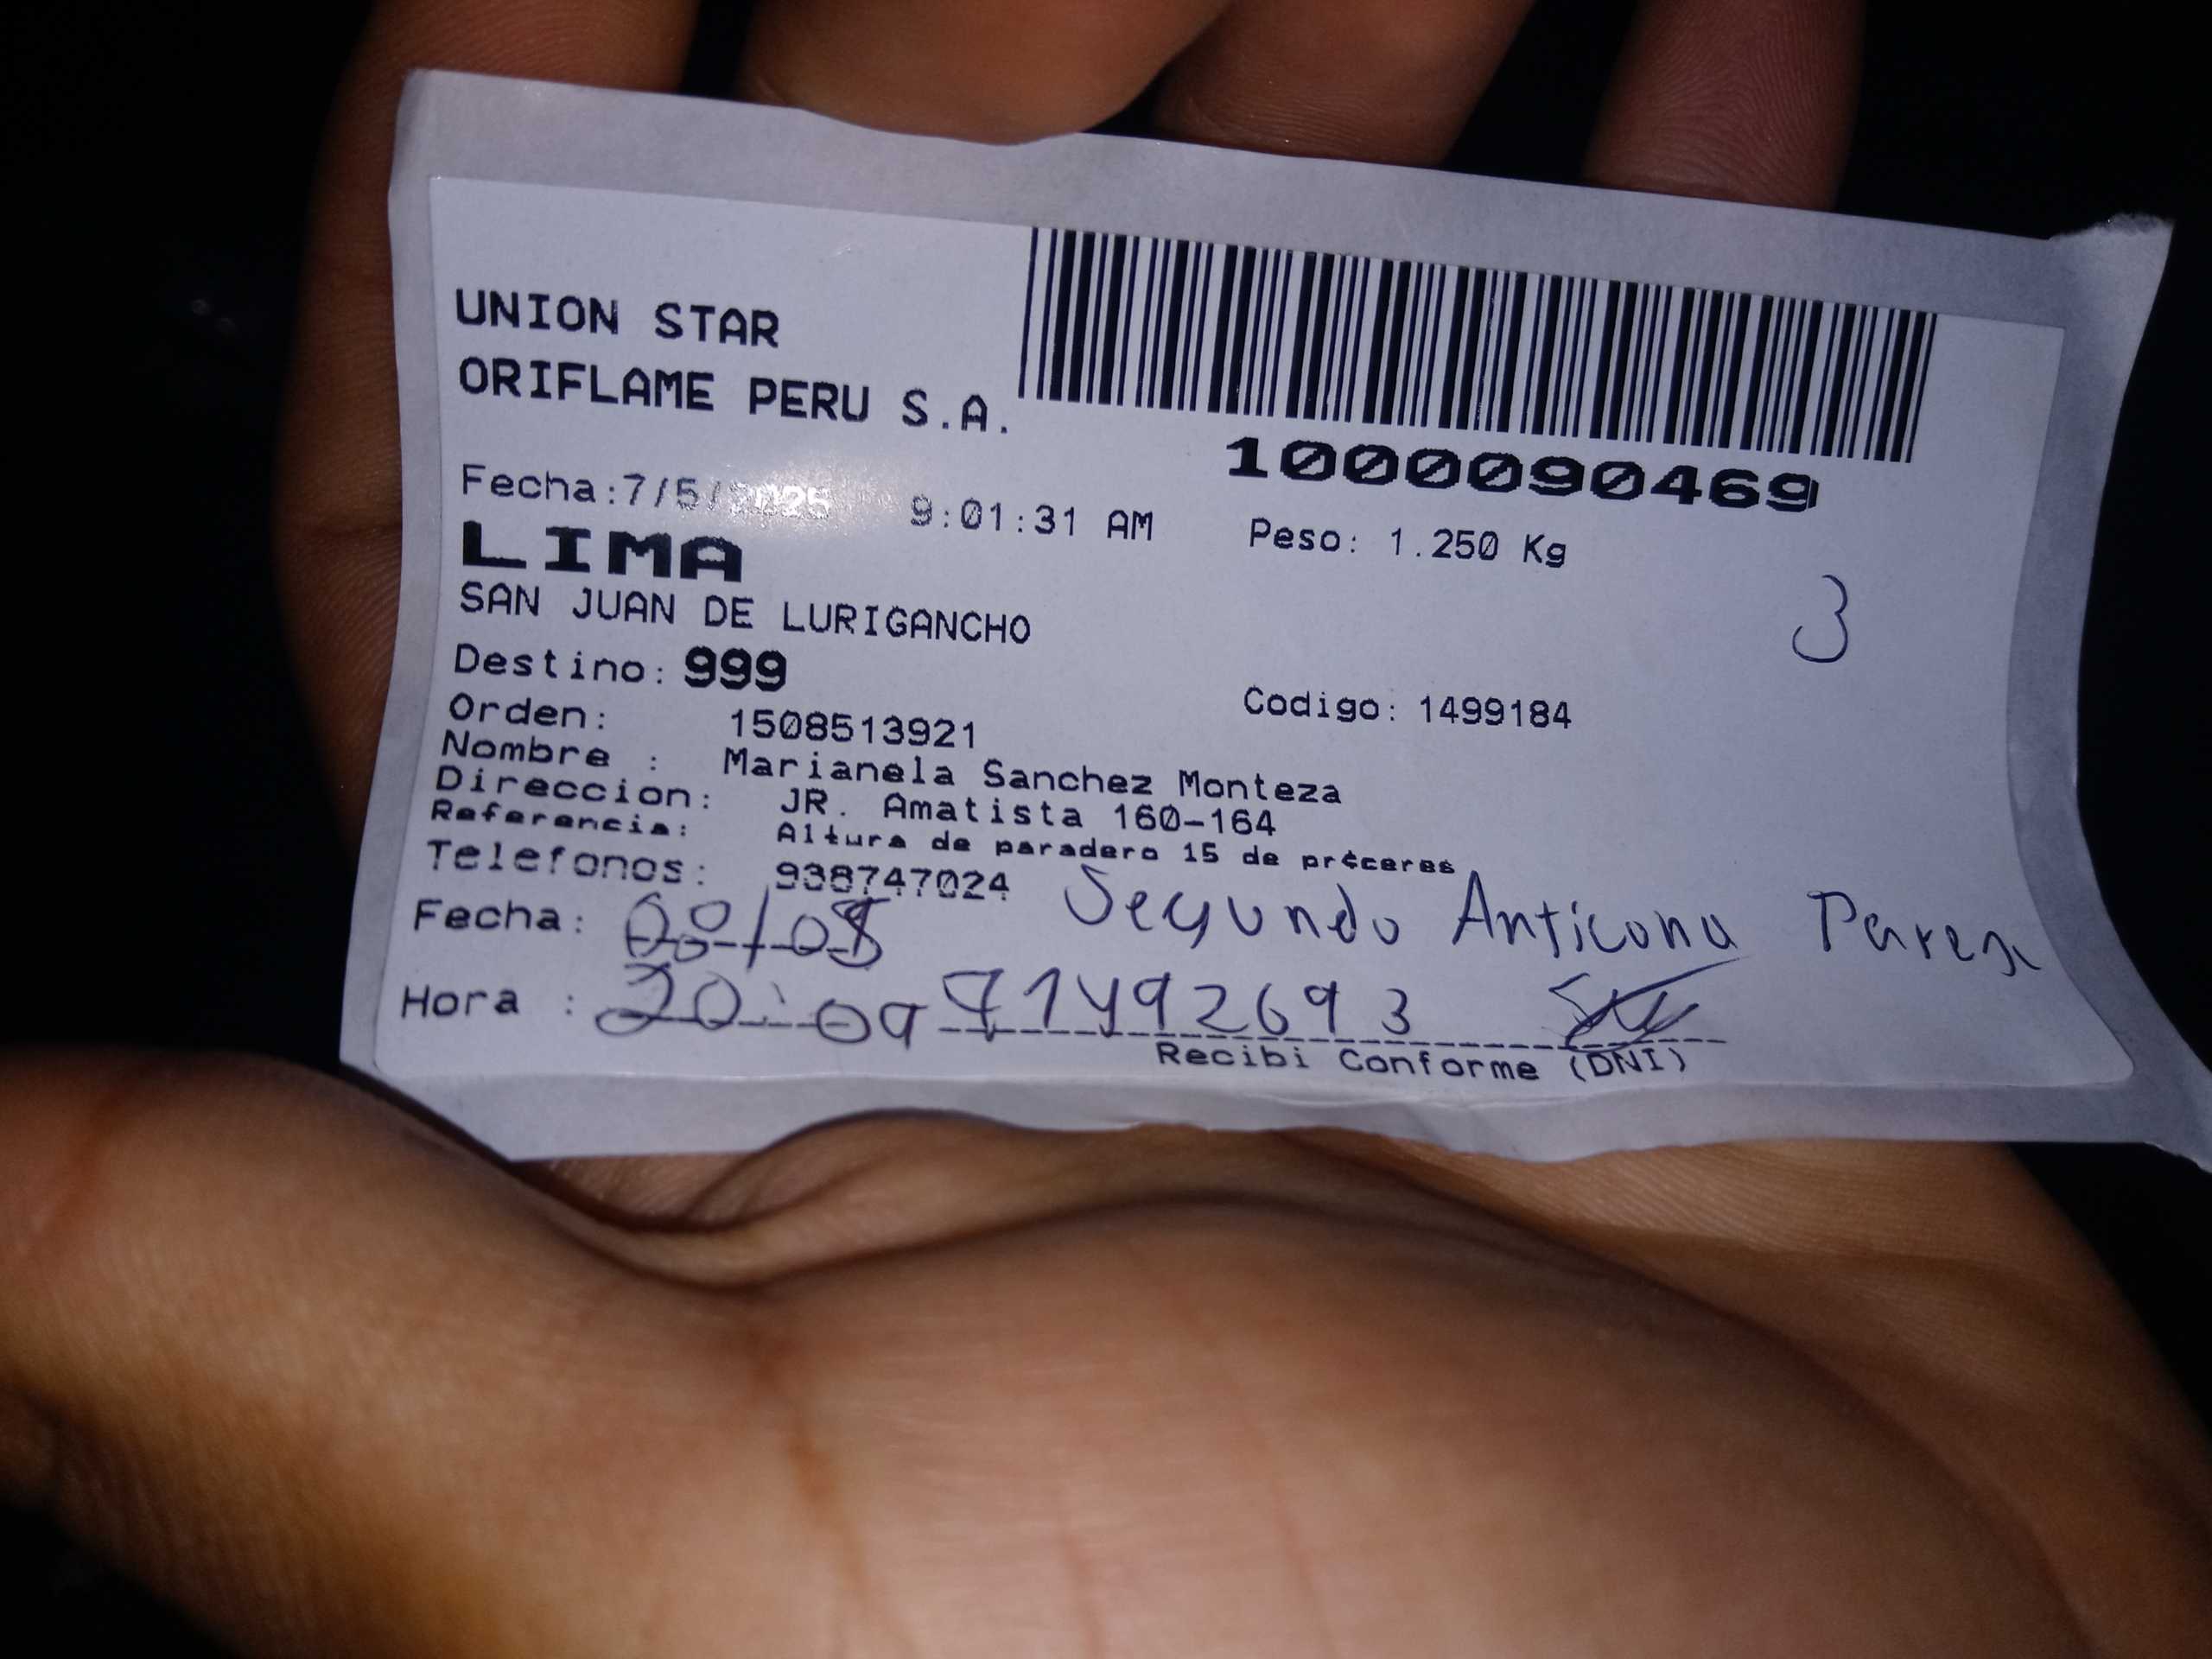 UNION STAR
ORIFLAME PERU S.A.
1000090469
Fecha:7/5/2025 9:01:31 AM Peso: 1.250 Kg
LIMA
3
SAN JUAN DE LURIGANCHO
Destino: 999
Codigo: 1499184
Orden: 1508513921
Nombre : Marianela Sanchez Monteza
Direccion: JR. Amatista 160-164
Referencia: Altura de paradero 15 de pr¢ceres
Telefonos: 938747024
Segundo Anticona
Fecha: 08/05
Hora : 20:09 71492693
Recibi Conforme (DNI)